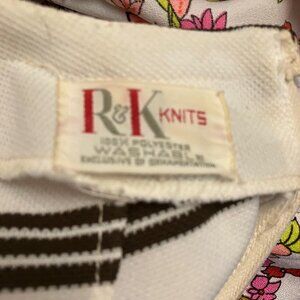 R&K KNITS
100% POLYESTER
WASHABLE
EXCLUSIVE OF ORNAMENTATION